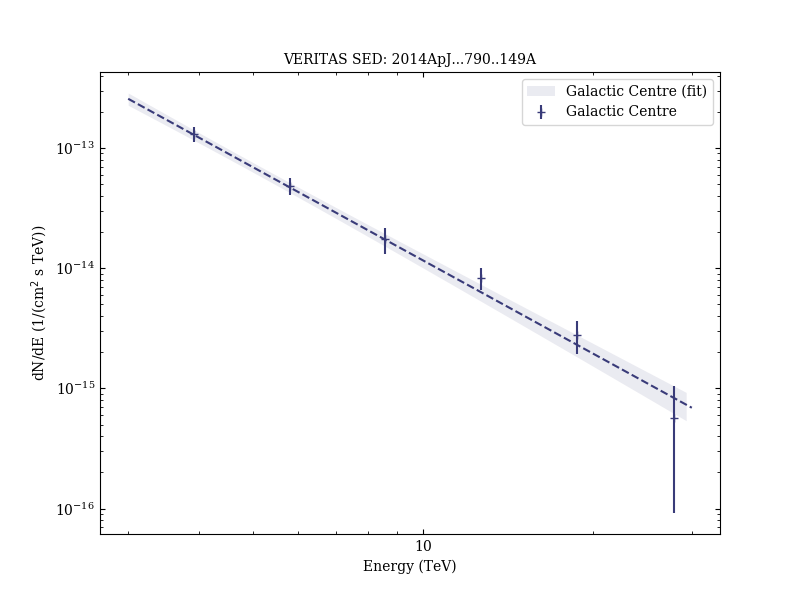 VERITAS SED: 2014ApJ...790..149A
Galactic Centre (fit)
Galactic Centre
10⁻¹³
10⁻¹⁴
10⁻¹⁵
10⁻¹⁶
dN/dE (1/(cm² s TeV))
10
Energy (TeV)